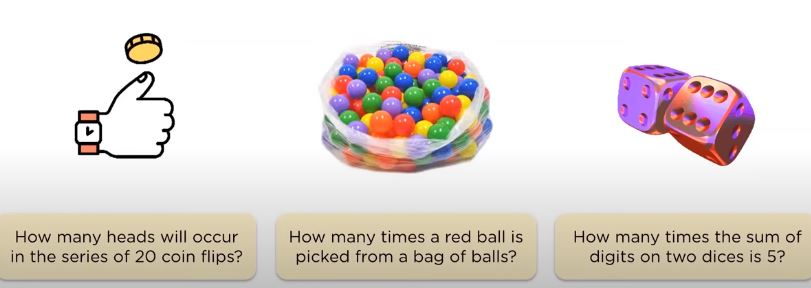 How many heads will occur
in the series of 20 coin flips?
How many times a red ball is
picked from a bag of balls?
How many times the sum of
digits on two dices is 5?